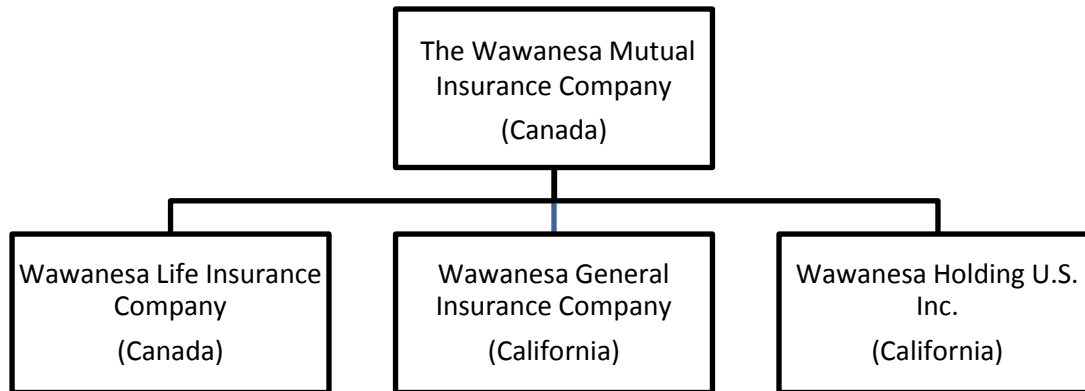 The Wawanesa Mutual
Insurance Company
(Canada)
Wawanesa Life Insurance
Company
(Canada)
Wawanesa General
Insurance Company
(California)
Wawanesa Holding U.S.
Inc.
(California)